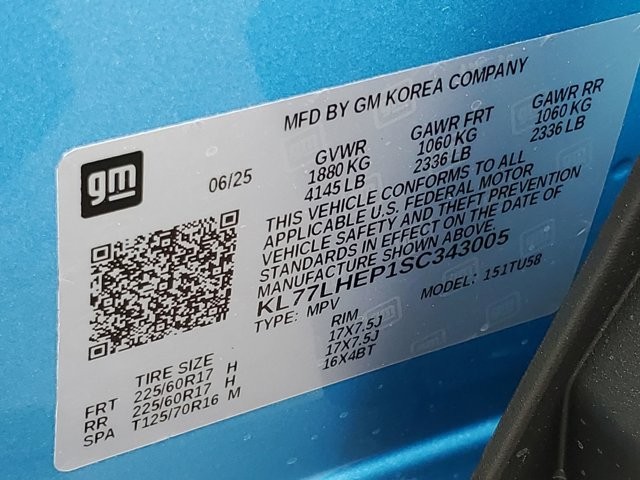 MFD BY GM KOREA COMPANY
gm
06/25
GVWR GAWR FRT GAWR RR
1880 KG 1060 KG 1060 KG
4145 LB 2336 LB 2336 LB
THIS VEHICLE CONFORMS TO ALL
APPLICABLE U.S. FEDERAL MOTOR
VEHICLE SAFETY AND THEFT PREVENTION
STANDARDS IN EFFECT ON THE DATE OF
MANUFACTURE SHOWN ABOVE.
KL77LHEP1SC343005
TYPE: MPV MODEL: 151TU58
TIRE SIZE RIM
FRT 225/60R17 H 17X7.5J
RR 225/60R17 H 17X7.5J
SPA T125/70R16 M 16X4BT